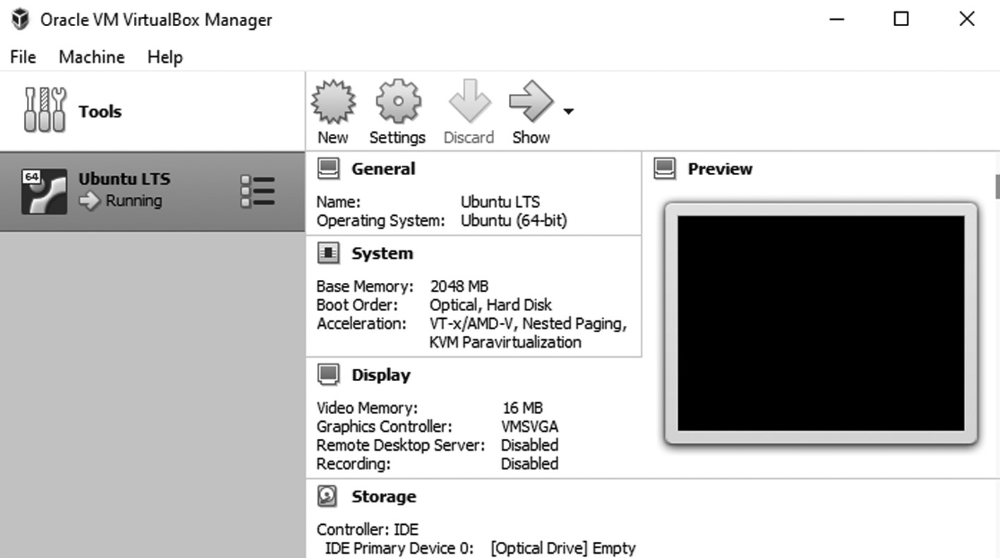 Oracle VM VirtualBox Manager
File Machine Help
Tools
New Settings Discard Show
64
Ubuntu LTS
Running
General
Name: Ubuntu LTS
Operating System: Ubuntu (64-bit)
Preview
System
Base Memory: 2048 MB
Boot Order: Optical, Hard Disk
Acceleration: VT-x/AMD-V, Nested Paging,
KVM Paravirtualization
Display
Video Memory: 16 MB
Graphics Controller: VMSVGA
Remote Desktop Server: Disabled
Recording: Disabled
Storage
Controller: IDE
IDE Primary Device 0: [Optical Drive] Empty